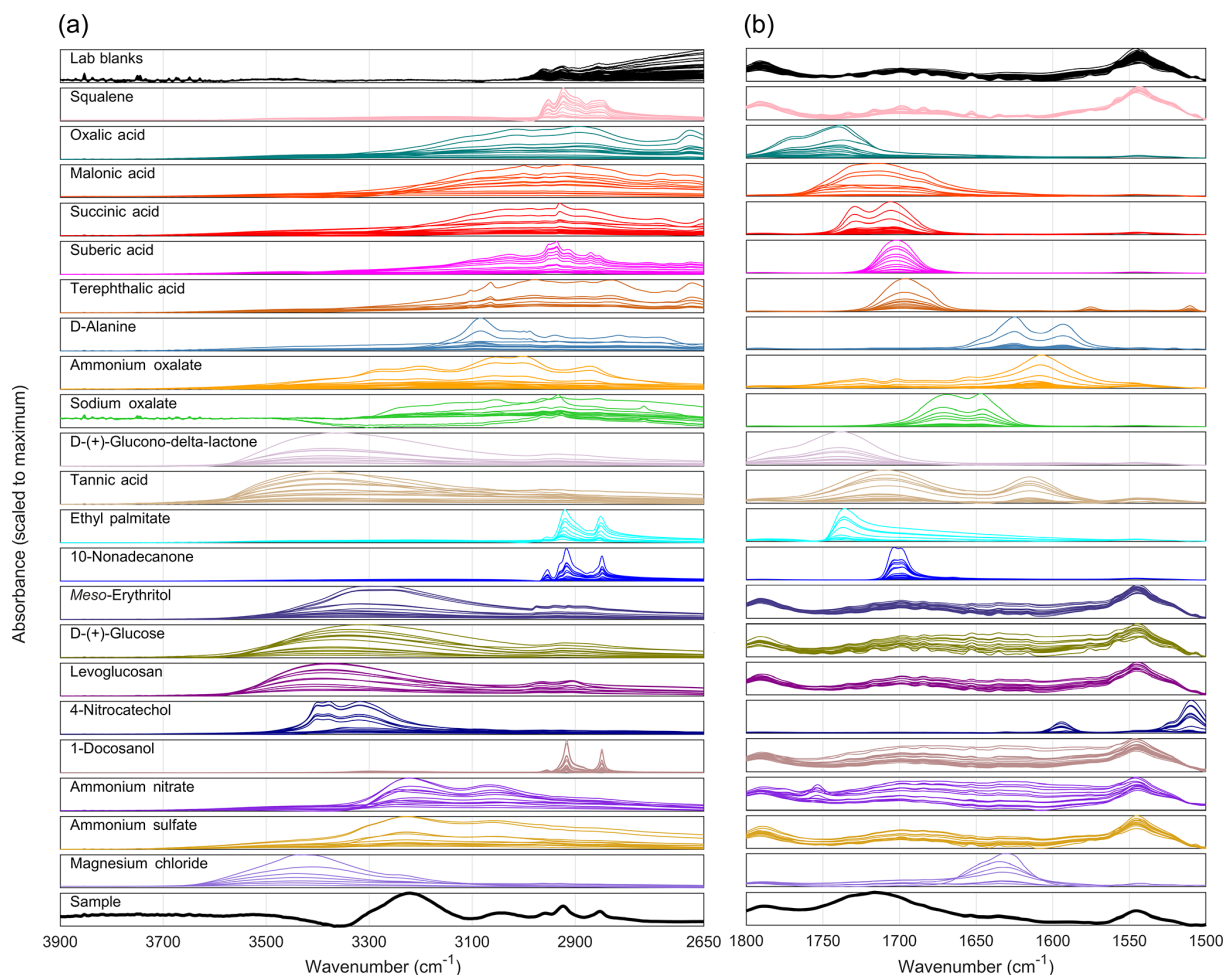 (a)
(b)
Absorbance (scaled to maximum)
Lab blanks
Squalene
Oxalic acid
Malonic acid
Succinic acid
Suberic acid
Terephthalic acid
D-Alanine
Ammonium oxalate
Sodium oxalate
D-(+)-Glucono-delta-lactone
Tannic acid
Ethyl palmitate
10-Nonadecanone
Meso-Erythritol
D-(+)-Glucose
Levoglucosan
4-Nitrocatechol
1-Docosanol
Ammonium nitrate
Ammonium sulfate
Magnesium chloride
Sample
3900 3700 3500 3300 3100 2900 2650
Wavenumber (cm⁻¹)
1800 1750 1700 1650 1600 1550 1500
Wavenumber (cm⁻¹)